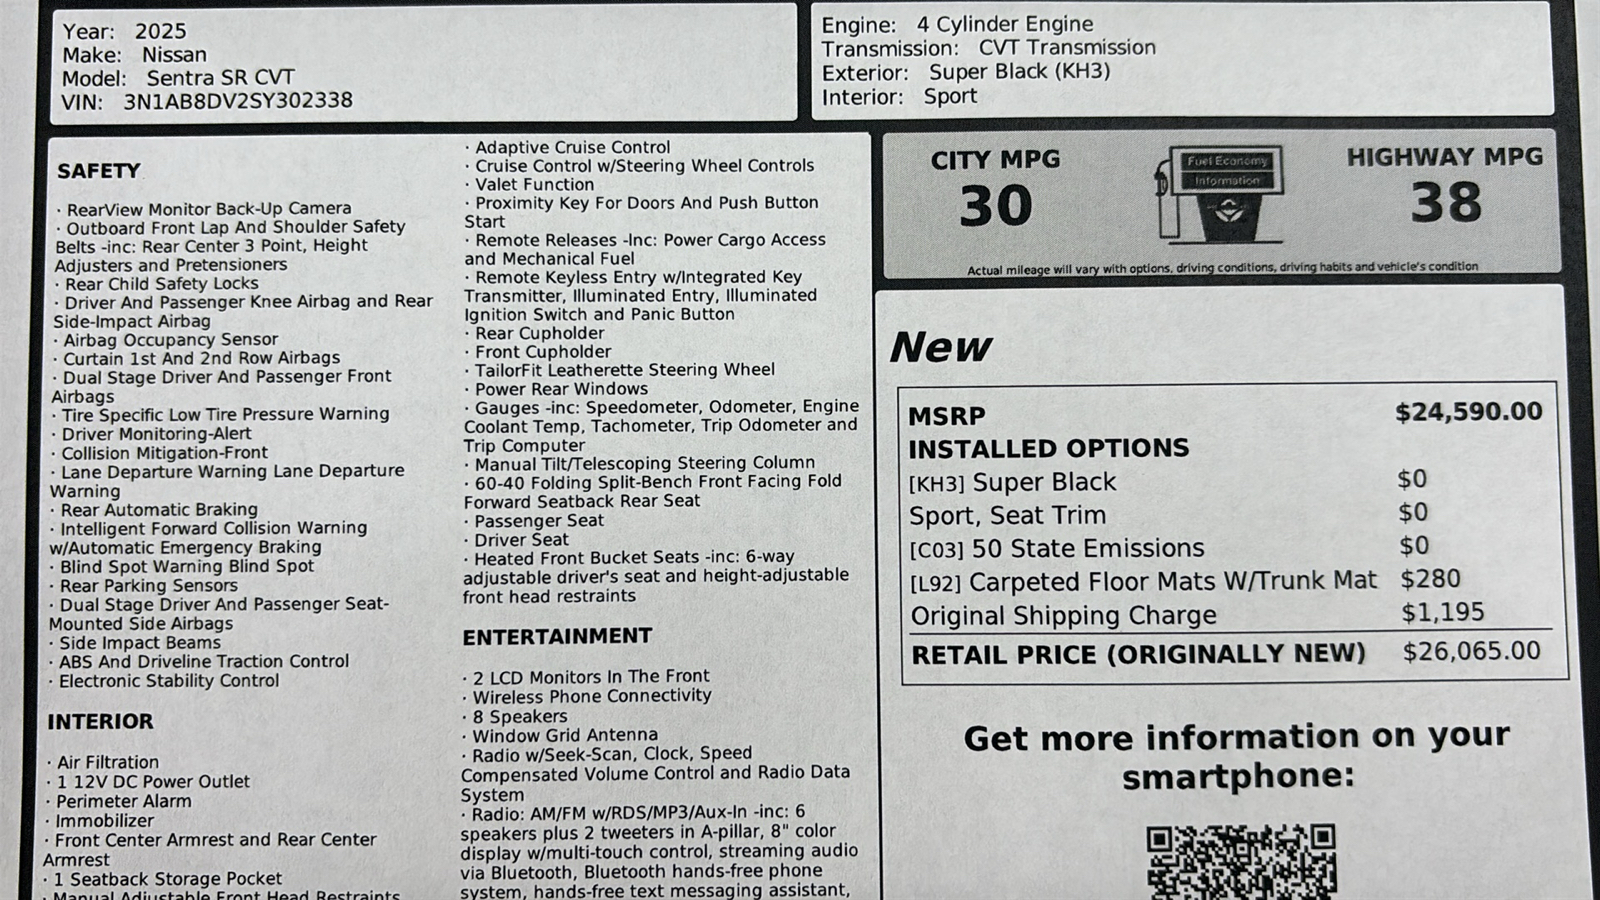 Year: 2025
Make: Nissan
Model: Sentra SR CVT
VIN: 3N1AB8DV2SY302338
Engine: 4 Cylinder Engine
Transmission: CVT Transmission
Exterior: Super Black (KH3)
Interior: Sport
SAFETY
· RearView Monitor Back-Up Camera
· Outboard Front Lap And Shoulder Safety
Belts -inc: Rear Center 3 Point, Height
Adjusters and Pretensioners
· Rear Child Safety Locks
· Driver And Passenger Knee Airbag and Rear
Side-Impact Airbag
· Airbag Occupancy Sensor
· Curtain 1st And 2nd Row Airbags
· Dual Stage Driver And Passenger Front
Airbags
· Tire Specific Low Tire Pressure Warning
· Driver Monitoring-Alert
· Collision Mitigation-Front
· Lane Departure Warning Lane Departure
Warning
· Rear Automatic Braking
· Intelligent Forward Collision Warning
w/Automatic Emergency Braking
· Blind Spot Warning Blind Spot
· Rear Parking Sensors
· Dual Stage Driver And Passenger Seat-
Mounted Side Airbags
· Side Impact Beams
· ABS And Driveline Traction Control
· Electronic Stability Control
INTERIOR
· Air Filtration
· 1 12V DC Power Outlet
· Perimeter Alarm
· Immobilizer
· Front Center Armrest and Rear Center
Armrest
· 1 Seatback Storage Pocket
· Manual Adjustable Front Head Restraints
· Adaptive Cruise Control
· Cruise Control w/Steering Wheel Controls
· Valet Function
· Proximity Key For Doors And Push Button
Start
· Remote Releases -Inc: Power Cargo Access
and Mechanical Fuel
· Remote Keyless Entry w/Integrated Key
Transmitter, Illuminated Entry, Illuminated
Ignition Switch and Panic Button
· Rear Cupholder
· Front Cupholder
· TailorFit Leatherette Steering Wheel
· Power Rear Windows
· Gauges -inc: Speedometer, Odometer, Engine
Coolant Temp, Tachometer, Trip Odometer and
Trip Computer
· Manual Tilt/Telescoping Steering Column
· 60-40 Folding Split-Bench Front Facing Fold
Forward Seatback Rear Seat
· Passenger Seat
· Driver Seat
· Heated Front Bucket Seats -inc: 6-way
adjustable driver's seat and height-adjustable
front head restraints
ENTERTAINMENT
· 2 LCD Monitors In The Front
· Wireless Phone Connectivity
· 8 Speakers
· Window Grid Antenna
· Radio w/Seek-Scan, Clock, Speed
Compensated Volume Control and Radio Data
System
· Radio: AM/FM w/RDS/MP3/Aux-In -inc: 6
speakers plus 2 tweeters in A-pillar, 8" color
display w/multi-touch control, streaming audio
via Bluetooth, Bluetooth hands-free phone
system, hands-free text messaging assistant,
CITY MPG
30
Fuel Economy
Information
HIGHWAY MPG
38
Actual mileage will vary with options, driving conditions, driving habits and vehicle's condition
New
MSRP $24,590.00
INSTALLED OPTIONS
[KH3] Super Black $0
Sport, Seat Trim $0
[C03] 50 State Emissions $0
[L92] Carpeted Floor Mats W/Trunk Mat $280
Original Shipping Charge $1,195
RETAIL PRICE (ORIGINALLY NEW) $26,065.00
Get more information on your
smartphone: